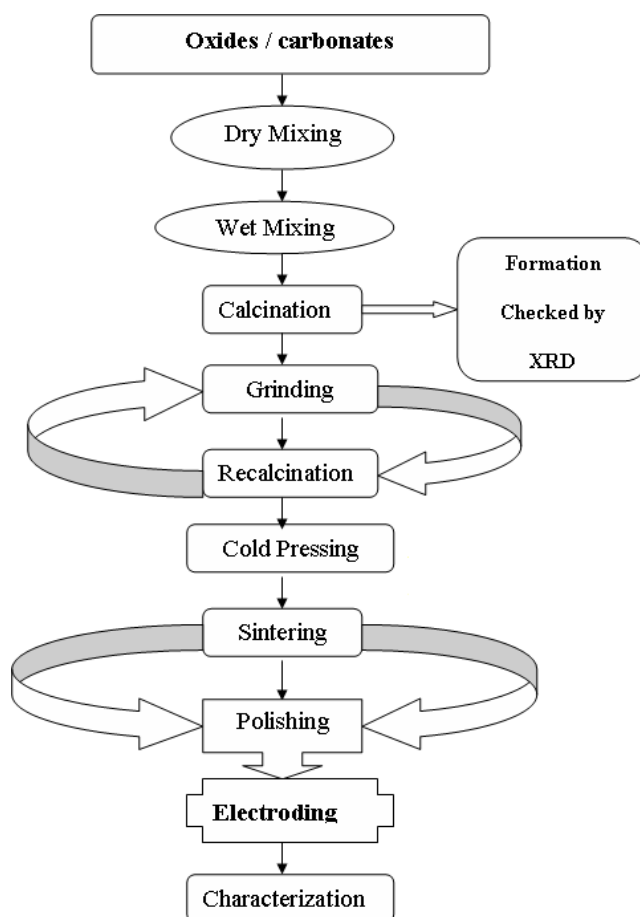 Oxides / carbonates
Dry Mixing
Wet Mixing
Calcination
Formation
Checked by
XRD
Grinding
Recalcination
Cold Pressing
Sintering
Polishing
Electroding
Characterization